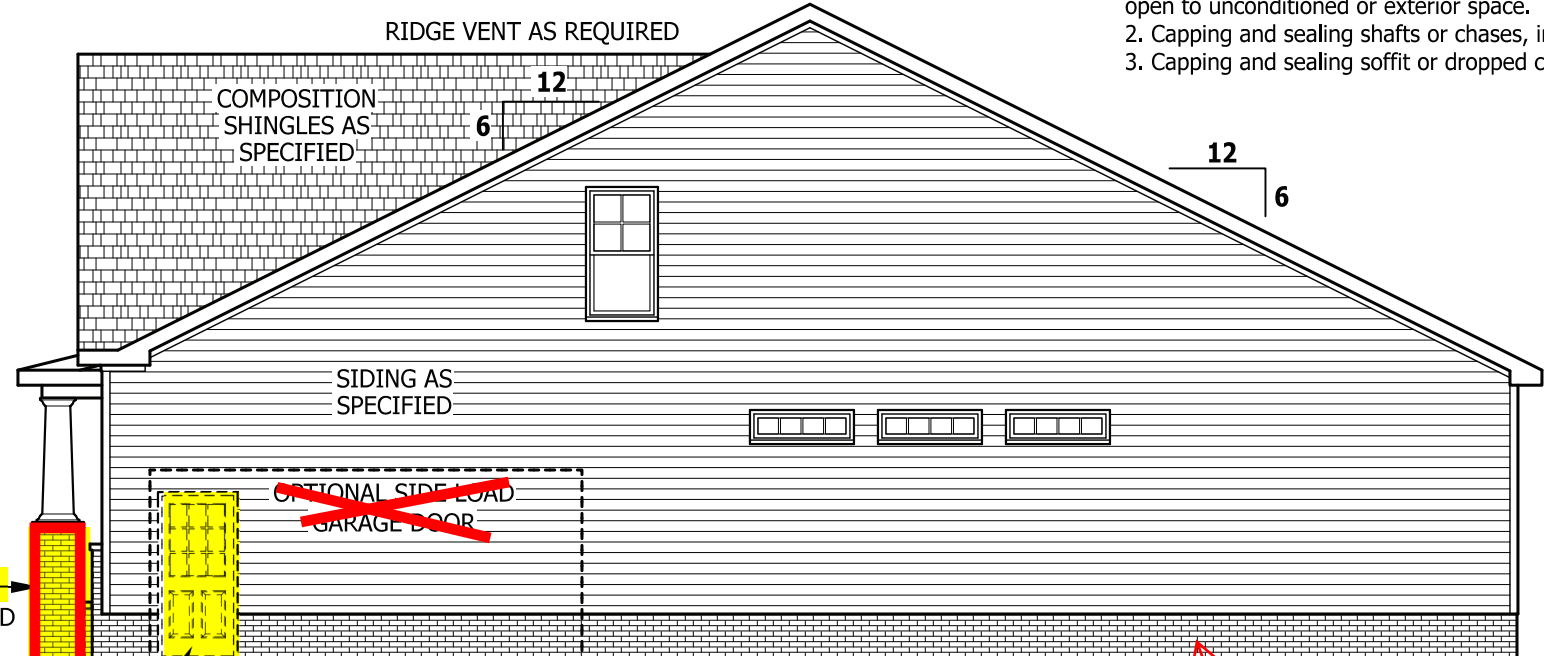 open to unconditioned or exterior space.
2. Capping and sealing shafts or chases,
3. Capping and sealing soffit or dropped
RIDGE VENT AS REQUIRED
12
6
COMPOSITION
SHINGLES AS
SPECIFIED
12
6
SIDING AS
SPECIFIED
OPTIONAL SIDE LOAD
GARAGE DOOR
D